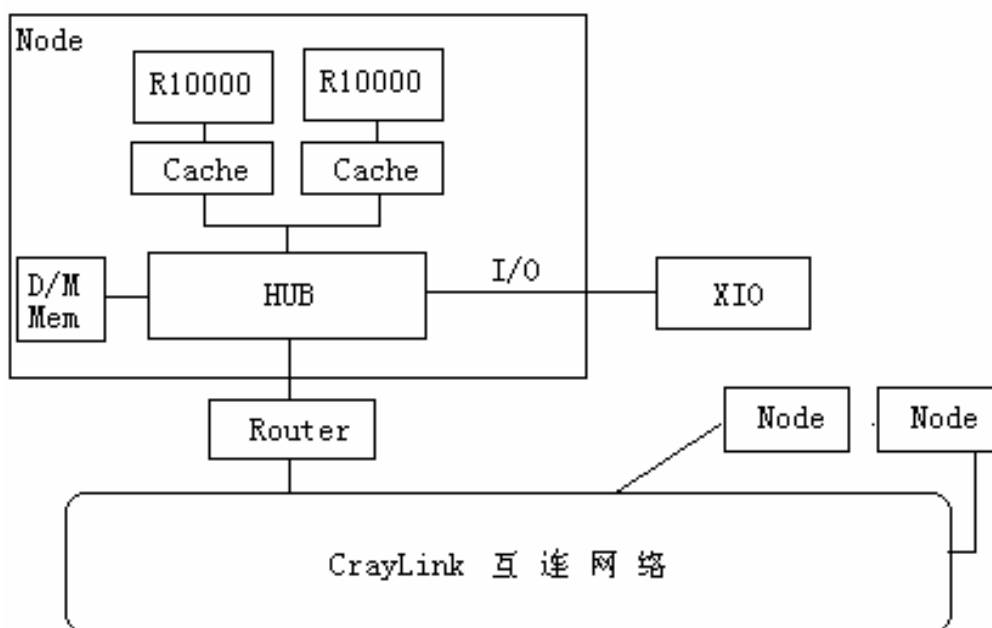 Node
R10000
R10000
Cache
Cache
D/M
Mem
HUB
I/O
XIO
Router
Node
Node
CrayLink 互连网络